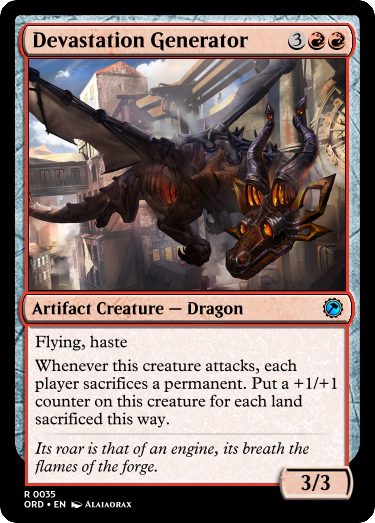 Devastation Generator 3
Artifact Creature — Dragon
Flying, haste
Whenever this creature attacks, each
player sacrifices a permanent. Put a +1/+1
counter on this creature for each land
sacrificed this way.
Its roar is that of an engine, its breath the
flames of the forge.
3/3
R 0035
ORD • EN Alaiaorax